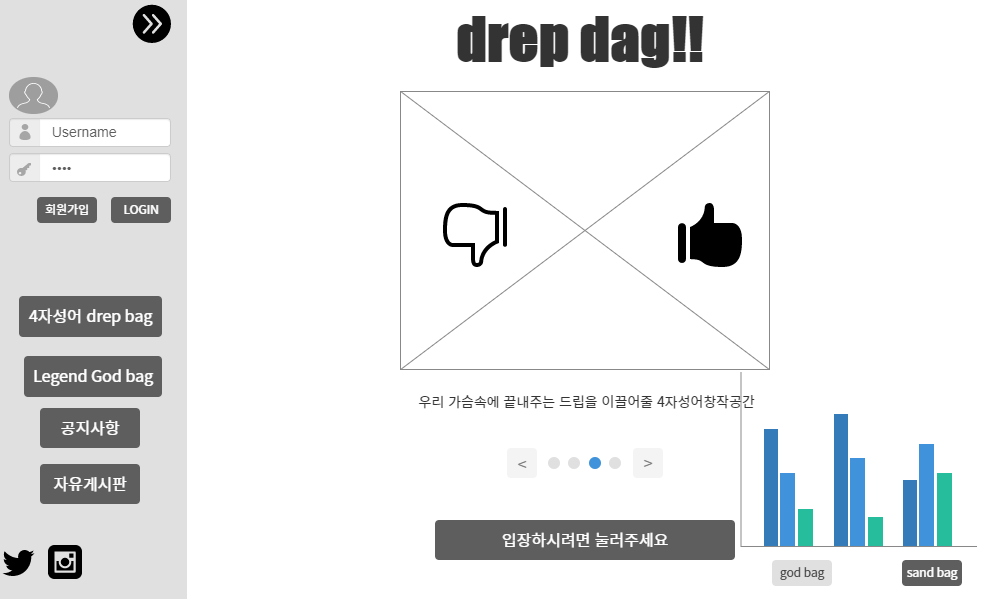 drep dag!!
Username
••••
회원가입 LOGIN
4자성어 drep bag
Legend God bag
공지사항
자유게시판
우리 가슴속에 끝내주는 드립을 이끌어줄 4자성어창작공간
< >
입장하시려면 눌러주세요
god bag sand bag